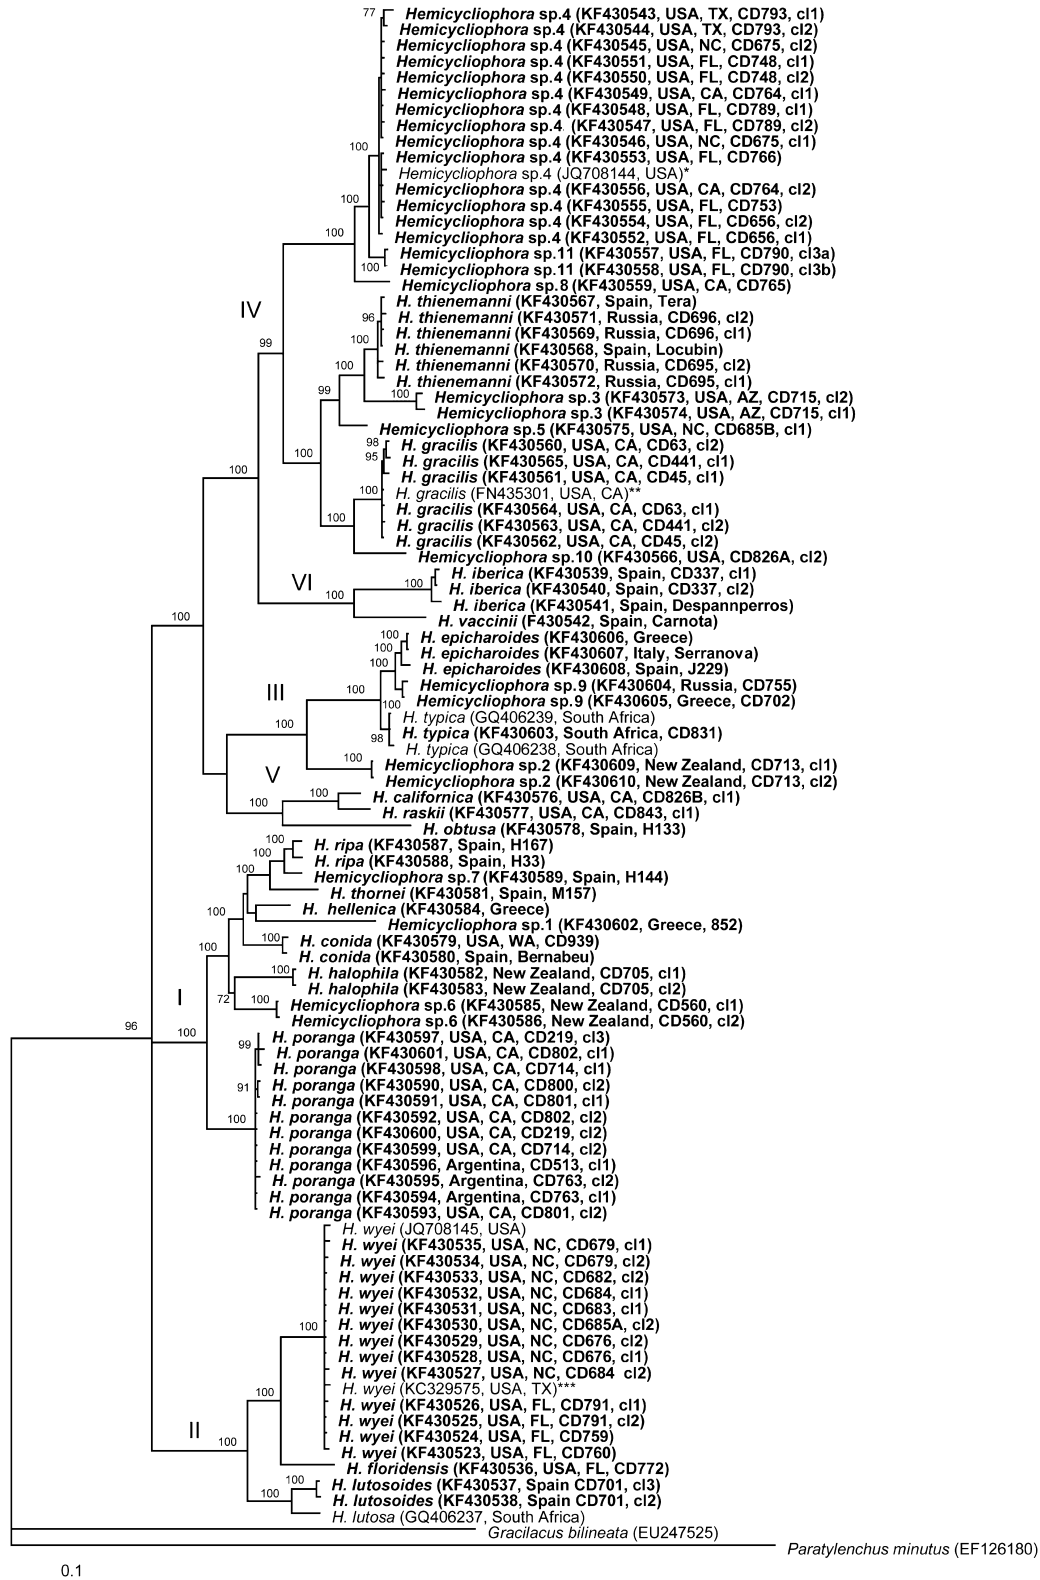 77
Hemicycliophora sp.4 (KF430543, USA, TX, CD793, cl1)
Hemicycliophora sp.4 (KF430544, USA, TX, CD793, cl2)
Hemicycliophora sp.4 (KF430545, USA, NC, CD675, cl2)
Hemicycliophora sp.4 (KF430551, USA, FL, CD748, cl1)
Hemicycliophora sp.4 (KF430550, USA, FL, CD748, cl2)
Hemicycliophora sp.4 (KF430549, USA, CA, CD764, cl1)
Hemicycliophora sp.4 (KF430548, USA, FL, CD789, cl1)
Hemicycliophora sp.4 (KF430547, USA, FL, CD789, cl2)
Hemicycliophora sp.4 (KF430546, USA, NC, CD675, cl1)
100
Hemicycliophora sp.4 (KF430553, USA, FL, CD766)
Hemicycliophora sp.4 (JQ708144, USA)*
Hemicycliophora sp.4 (KF430556, USA, CA, CD764, cl2)
100
Hemicycliophora sp.4 (KF430555, USA, FL, CD753)
Hemicycliophora sp.4 (KF430554, USA, FL, CD656, cl2)
100
Hemicycliophora sp.4 (KF430552, USA, FL, CD656, cl1)
Hemicycliophora sp.11 (KF430557, USA, FL, CD790, cl3a)
100
Hemicycliophora sp.11 (KF430558, USA, FL, CD790, cl3b)
Hemicycliophora sp.8 (KF430559, USA, CA, CD765)
H. thienemanni (KF430567, Spain, Tera)
IV
96
H. thienemanni (KF430571, Russia, CD696, cl2)
H. thienemanni (KF430569, Russia, CD696, cl1)
99
100
H. thienemanni (KF430568, Spain, Locubin)
100
H. thienemanni (KF430570, Russia, CD695, cl2)
H. thienemanni (KF430572, Russia, CD695, cl1)
99
100
Hemicycliophora sp.3 (KF430573, USA, AZ, CD715, cl2)
Hemicycliophora sp.3 (KF430574, USA, AZ, CD715, cl1)
Hemicycliophora sp.5 (KF430575, USA, NC, CD685B, cl1)
98
H. gracilis (KF430560, USA, CA, CD63, cl2)
100
95
H. gracilis (KF430565, USA, CA, CD441, cl1)
100
H. gracilis (KF430561, USA, CA, CD45, cl1)
100
H. gracilis (FN435301, USA, CA)**
H. gracilis (KF430564, USA, CA, CD63, cl1)
100
H. gracilis (KF430563, USA, CA, CD441, cl2)
H. gracilis (KF430562, USA, CA, CD45, cl2)
Hemicycliophora sp.10 (KF430566, USA, CD826A, cl2)
H. iberica (KF430539, Spain, CD337, cl1)
VI
100
H. iberica (KF430540, Spain, CD337, cl2)
100
H. iberica (KF430541, Spain, Despannperros)
100
H. vaccinii (F430542, Spain, Carnota)
100
H. epicharoides (KF430606, Greece)
100
H. epicharoides (KF430607, Italy, Serranova)
100
H. epicharoides (KF430608, Spain, J229)
III
100
Hemicycliophora sp.9 (KF430604, Russia, CD755)
100
Hemicycliophora sp.9 (KF430605, Greece, CD702)
H. typica (GQ406239, South Africa)
100
98
H. typica (KF430603, South Africa, CD831)
H. typica (GQ406238, South Africa)
V
100
Hemicycliophora sp.2 (KF430609, New Zealand, CD713, cl1)
Hemicycliophora sp.2 (KF430610, New Zealand, CD713, cl2)
100
H. californica (KF430576, USA, CA, CD826B, cl1)
100
H. raskii (KF430577, USA, CA, CD843, cl1)
H. obtusa (KF430578, Spain, H133)
100
H. ripa (KF430587, Spain, H167)
100
H. ripa (KF430588, Spain, H33)
100
Hemicycliophora sp.7 (KF430589, Spain, H144)
H. thornei (KF430581, Spain, M157)
100
H. hellenica (KF430584, Greece)
Hemicycliophora sp.1 (KF430602, Greece, 852)
100
100
H. conida (KF430579, USA, WA, CD939)
H. conida (KF430580, Spain, Bernabeu)
100
H. halophila (KF430582, New Zealand, CD705, cl1)
H. halophila (KF430583, New Zealand, CD705, cl2)
I
72
100
Hemicycliophora sp.6 (KF430585, New Zealand, CD560, cl1)
Hemicycliophora sp.6 (KF430586, New Zealand, CD560, cl2)
96
100
H. poranga (KF430597, USA, CA, CD219, cl3)
99
H. poranga (KF430601, USA, CA, CD802, cl1)
H. poranga (KF430598, USA, CA, CD714, cl1)
91
H. poranga (KF430590, USA, CA, CD800, cl2)
H. poranga (KF430591, USA, CA, CD801, cl1)
100
H. poranga (KF430592, USA, CA, CD802, cl2)
H. poranga (KF430600, USA, CA, CD219, cl2)
H. poranga (KF430599, USA, CA, CD714, cl2)
H. poranga (KF430596, Argentina, CD513, cl1)
H. poranga (KF430595, Argentina, CD763, cl2)
H. poranga (KF430594, Argentina, CD763, cl1)
H. poranga (KF430593, USA, CA, CD801, cl2)
H. wyei (JQ708145, USA)
H. wyei (KF430535, USA, NC, CD679, cl1)
H. wyei (KF430534, USA, NC, CD679, cl2)
H. wyei (KF430533, USA, NC, CD682, cl2)
H. wyei (KF430532, USA, NC, CD684, cl1)
H. wyei (KF430531, USA, NC, CD683, cl1)
100
H. wyei (KF430530, USA, NC, CD685A, cl2)
H. wyei (KF430529, USA, NC, CD676, cl2)
H. wyei (KF430528, USA, NC, CD676, cl1)
H. wyei (KF430527, USA, NC, CD684 cl2)
H. wyei (KC329575, USA, TX)***
100
H. wyei (KF430526, USA, FL, CD791, cl1)
H. wyei (KF430525, USA, FL, CD791, cl2)
II
100
H. wyei (KF430524, USA, FL, CD759)
H. wyei (KF430523, USA, FL, CD760)
H. floridensis (KF430536, USA, FL, CD772)
100
H. lutosoides (KF430537, Spain CD701, cl3)
100
H. lutosoides (KF430538, Spain CD701, cl2)
H. lutosa (GQ406237, South Africa)
Gracilacus bilineata (EU247525)
Paratylenchus minutus (EF126180)
0.1